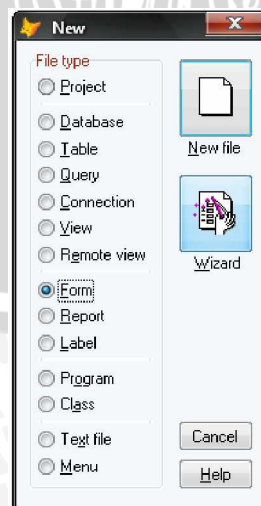 New
File type
Project
Database
Table
Query
Connection
View
Remote view
Form
Report
Label
Program
Class
Text file
Menu
New file
Wizard
Cancel
Help